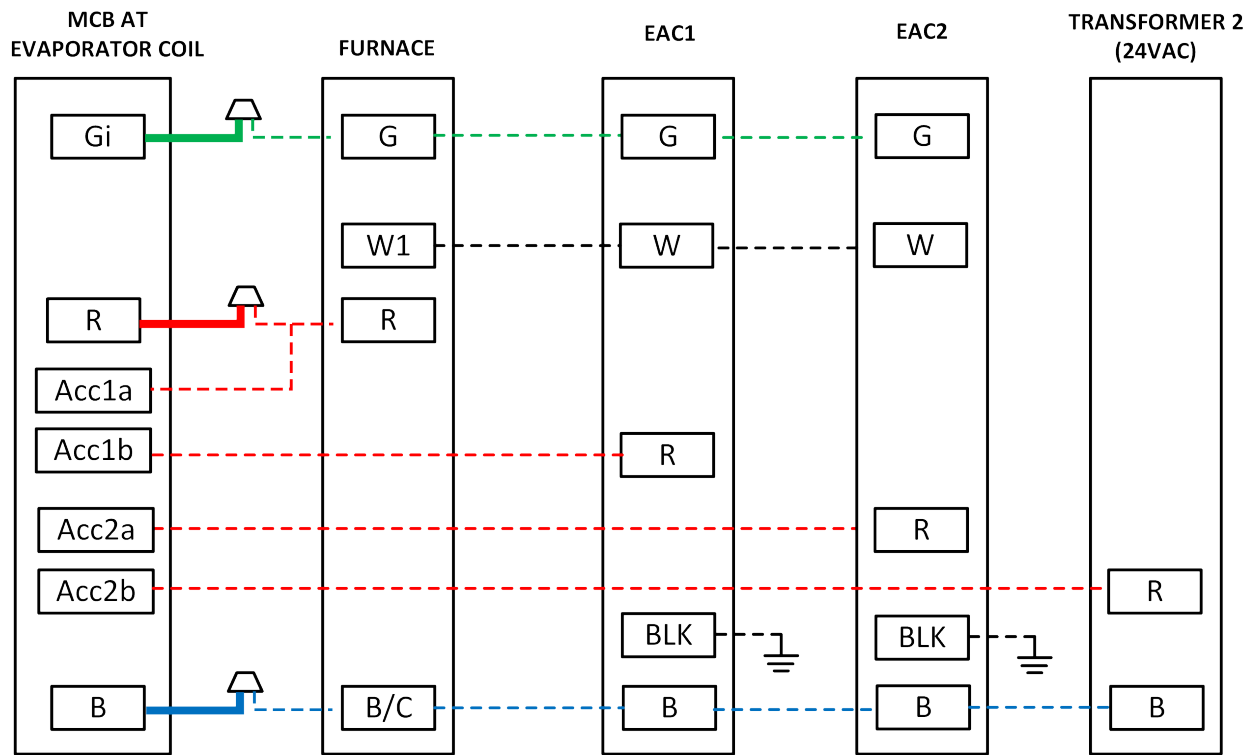 MCB AT
EVAPORATOR COIL
FURNACE
EAC1
EAC2
TRANSFORMER 2
(24VAC)
Gi
G
G
G
W1
W
W
R
R
Acc1a
Acc1b
R
Acc2a
R
Acc2b
R
BLK
BLK
B
B/C
B
B
B